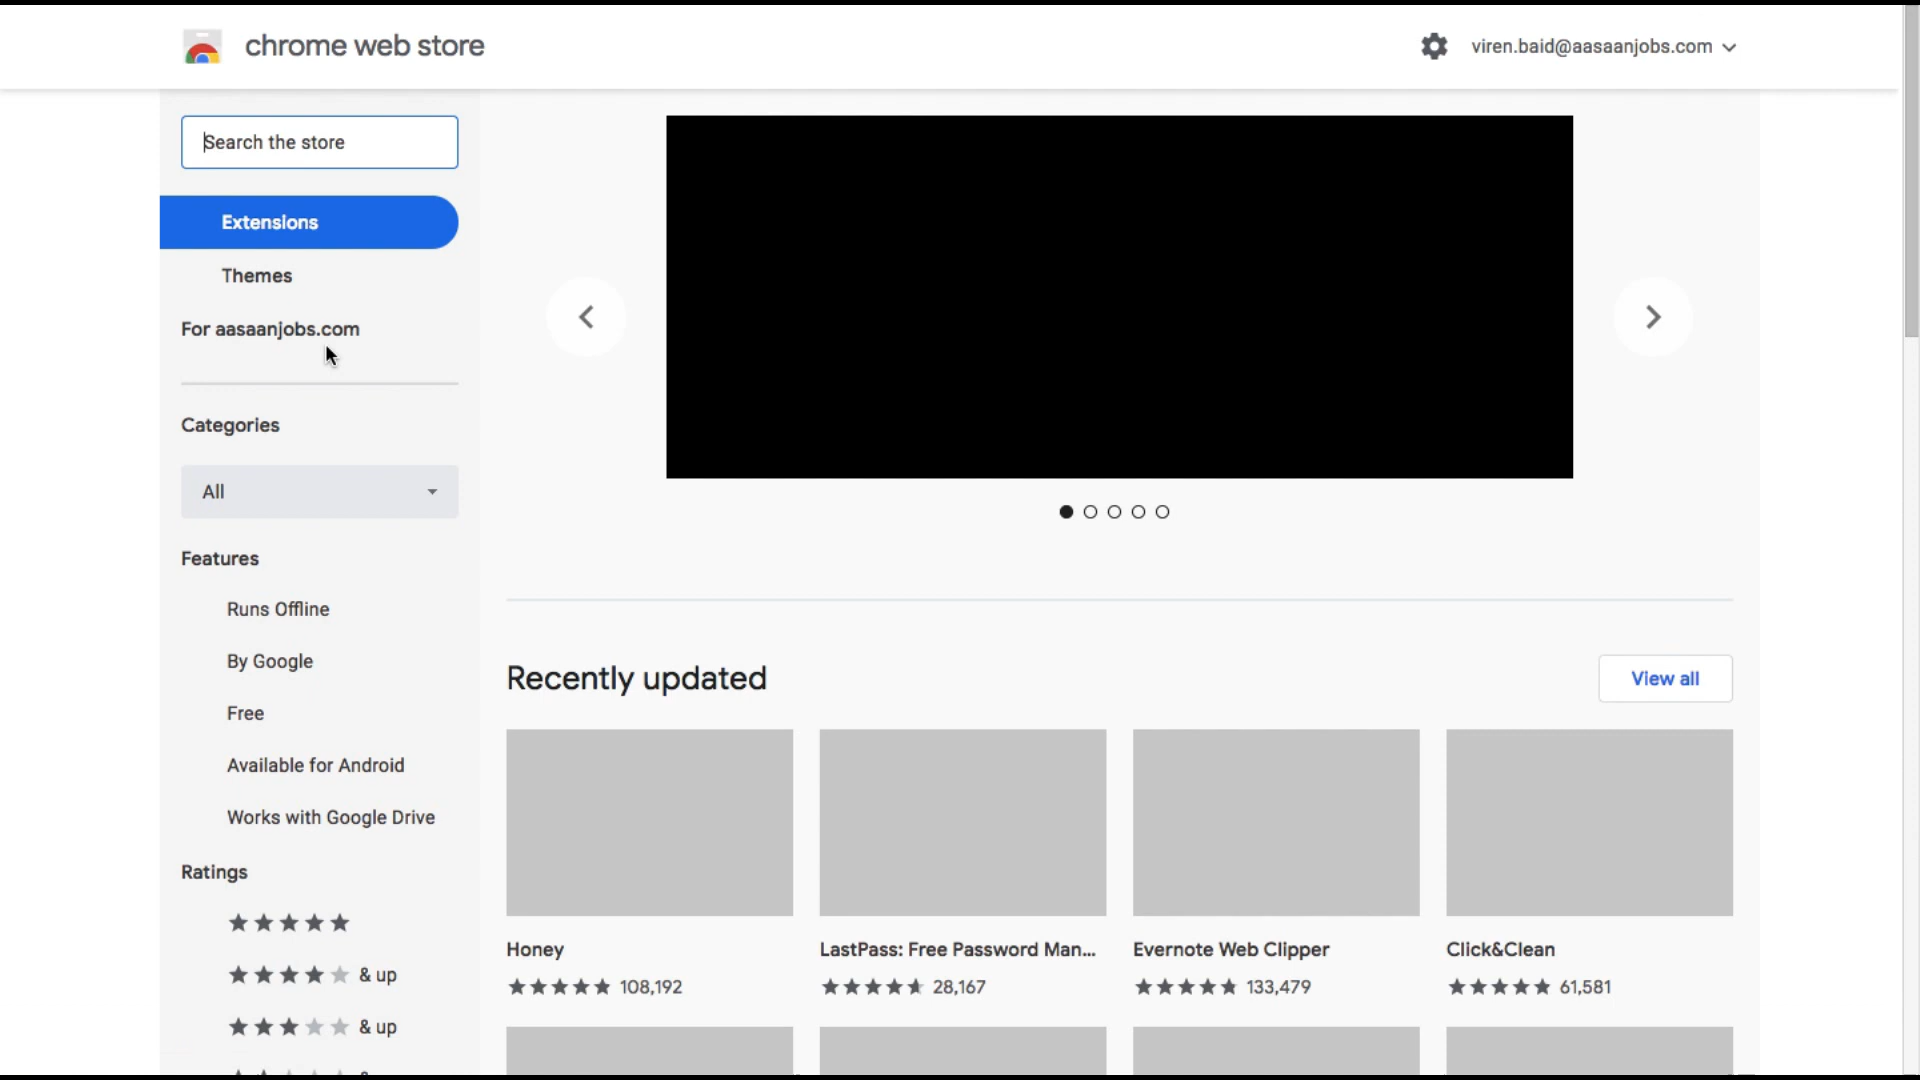 chrome web store
viren.baid@aasaanjobs.com
Search the store
Extensions
Themes
For aasaanjobs.com
Categories
All
Features
Runs Offline
By Google
Free
Available for Android
Works with Google Drive
Ratings
& up
& up
Recently updated
View all
Honey
108,192
LastPass: Free Password Man...
28,167
Evernote Web Clipper
133,479
Click&Clean
61,581